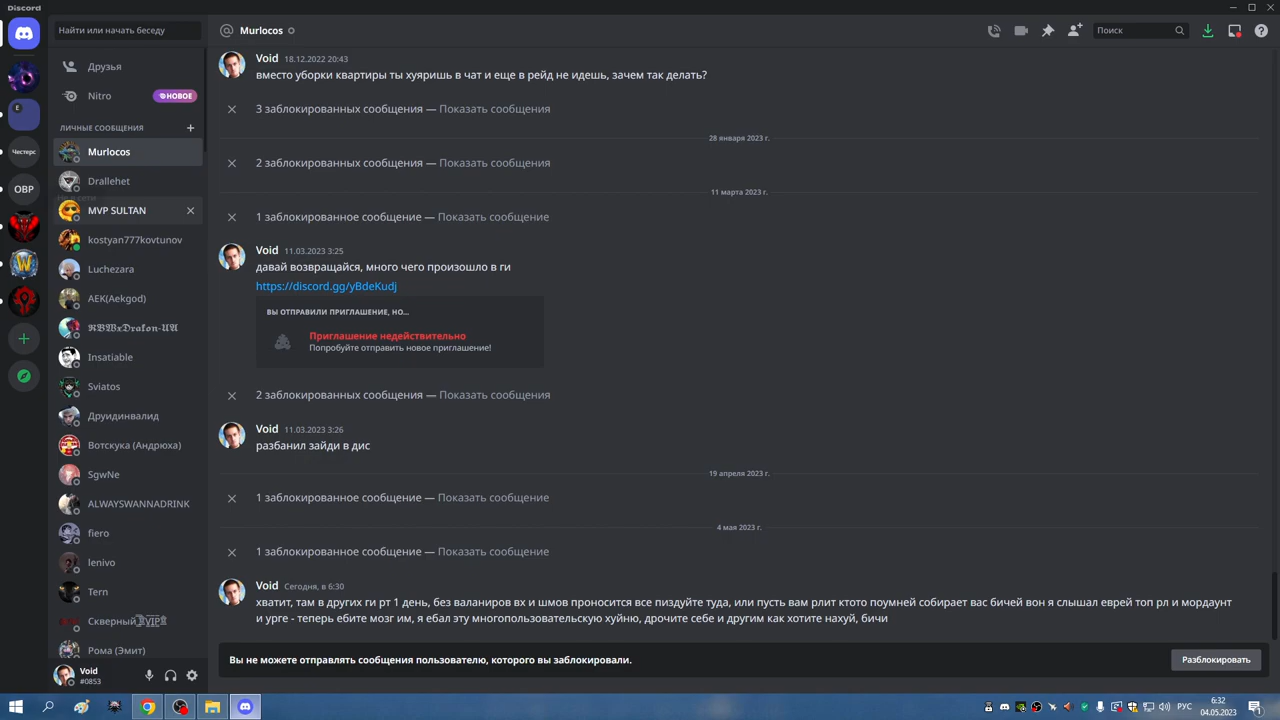 Discord
Найти или начать беседу
Murlocos
Поиск
Друзья
Nitro
НОВОЕ
ЛИЧНЫЕ СООБЩЕНИЯ
Murlocos
Drallehet
MVP SULTAN
kostyan777kovtunov
Luchezara
AEK(Aekgod)
Insatiable
Sviatos
Друидинвалид
Вотскука (Андрюха)
SgwNe
ALWAYSWANNADRINK
fiero
lenivo
Tern
Скверный
Рома (Эмит)
Void
#0853
E
Честерс
ОВР
Void 18.12.2022 20:43
вместо уборки квартиры ты хуяришь в чат и еще в рейд не идешь, зачем так делать?
3 заблокированных сообщения — Показать сообщения
28 января 2023 г.
2 заблокированных сообщения — Показать сообщения
11 марта 2023 г.
1 заблокированное сообщение — Показать сообщение
Void 11.03.2023 3:25
давай возвращайся, много чего произошло в ги
https://discord.gg/yBdeKudj
ВЫ ОТПРАВИЛИ ПРИГЛАШЕНИЕ, НО...
Приглашение недействительно
Попробуйте отправить новое приглашение!
2 заблокированных сообщения — Показать сообщения
Void 11.03.2023 3:26
разбанил зайди в дис
19 апреля 2023 г.
1 заблокированное сообщение — Показать сообщение
4 мая 2023 г.
1 заблокированное сообщение — Показать сообщение
Void Сегодня, в 6:30
хватит, там в других ги рт 1 день, без валаниров вх и шмов проносится все пиздуйте туда, или пусть вам рлит ктото поумней собирает вас бичей вон я слышал еврей топ рл и мордаунт
и урге - теперь ебите мозг им, я ебал эту многопользовательскую хуйню, дрочите себе и другим как хотите нахуй, бичи
Вы не можете отправлять сообщения пользователю, которого вы заблокировали.
Разблокировать
РУС
6:32
04.05.2023